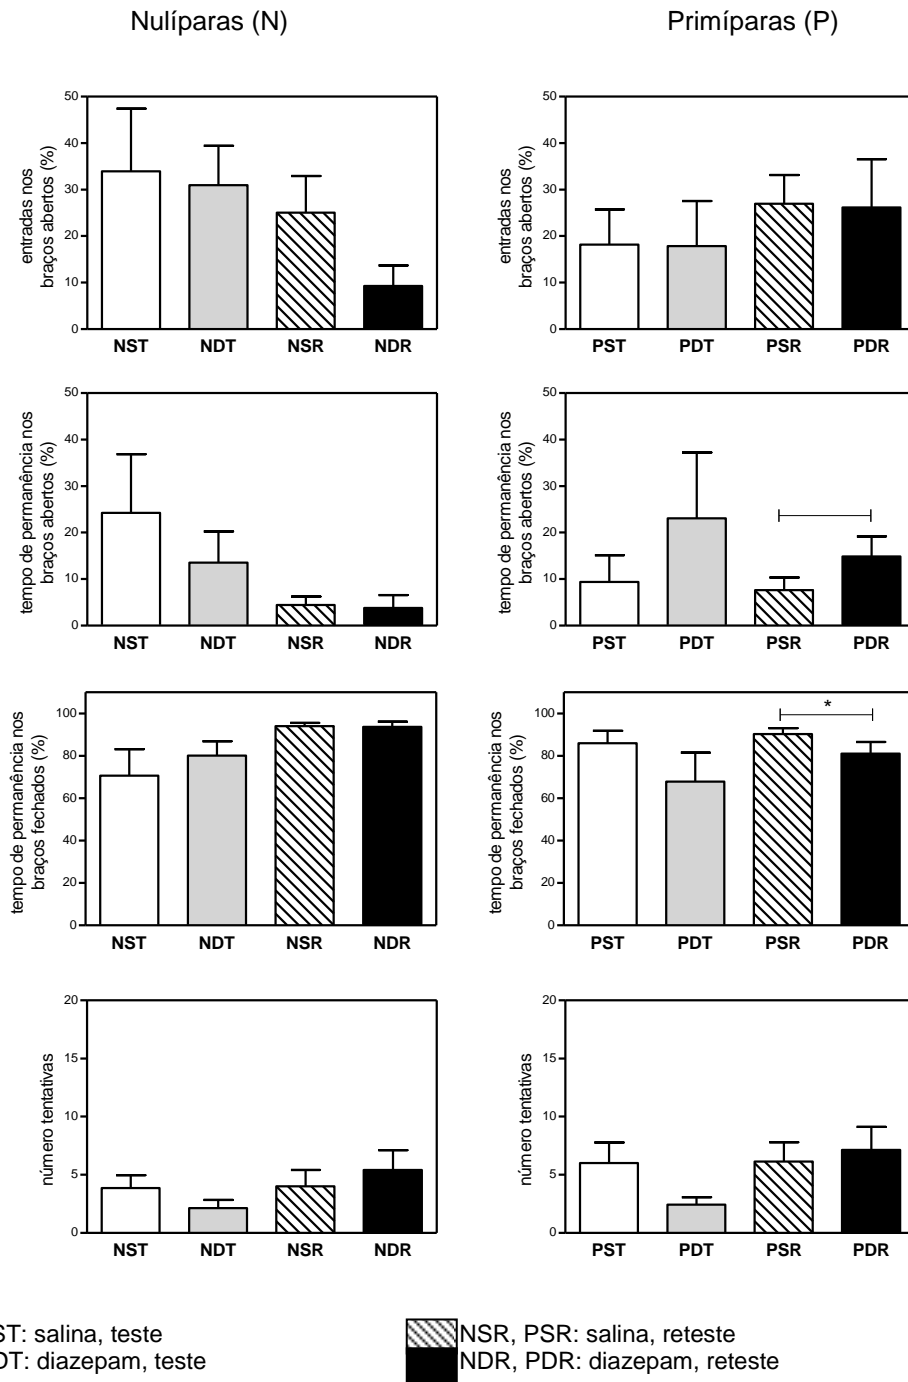 Nulíparas (N)
Primíparas (P)
entradas nos
braços abertos (%)
50
40
30
20
10
0
NST NDT NSR NDR
entradas nos
braços abertos (%)
50
40
30
20
10
0
PST PDT PSR PDR
tempo de permanência nos
braços abertos (%)
50
40
30
20
10
0
NST NDT NSR NDR
tempo de permanência nos
braços abertos (%)
50
40
30
20
10
0
PST PDT PSR PDR
tempo de permanência nos
braços fechados (%)
100
80
60
40
20
0
NST NDT NSR NDR
tempo de permanência nos
braços fechados (%)
100
80
60
40
20
0
*
PST PDT PSR PDR
número tentativas
20
15
10
5
0
NST NDT NSR NDR
número tentativas
20
15
10
5
0
PST PDT PSR PDR
ST: salina, teste
DT: diazepam, teste
NSR, PSR: salina, reteste
NDR, PDR: diazepam, reteste